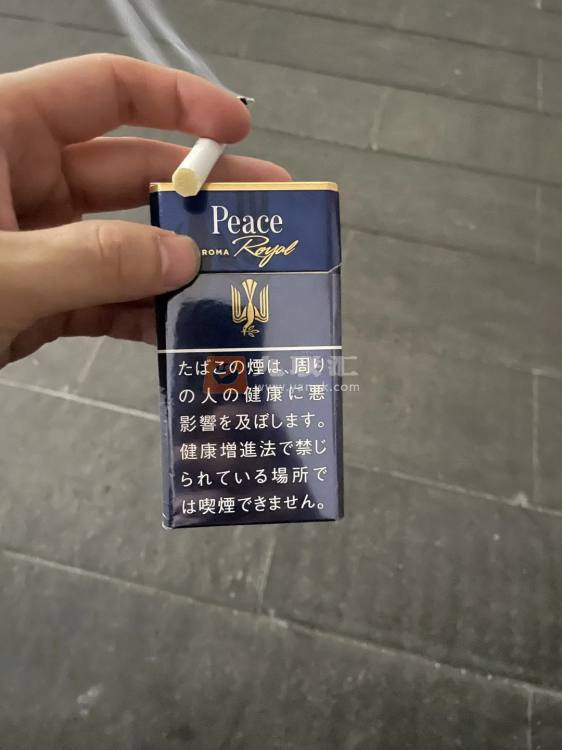 Peace
AROMA Royal
たばこの煙は、周り
の人の健康に悪
影響を及ぼします。
健康増進法で禁じ
られている場所で
は喫煙できません。